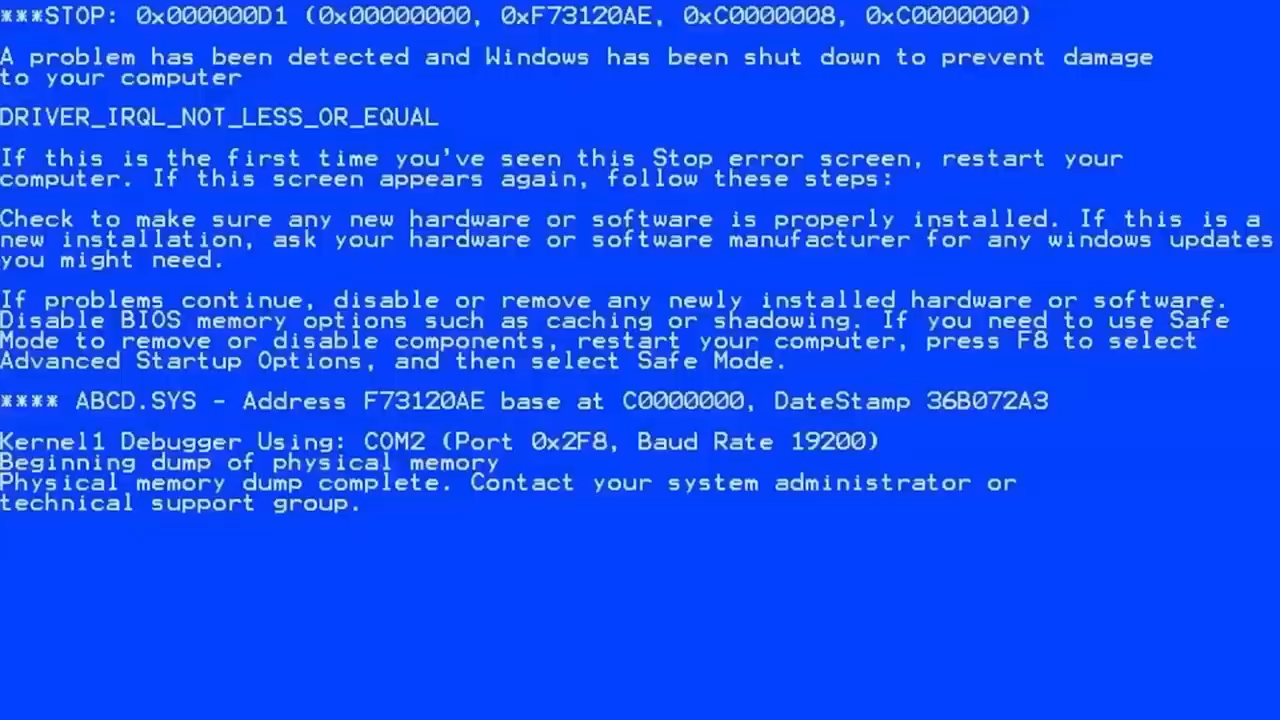 ***STOP: 0x000000D1 (0x00000000, 0xF73120AE, 0xC0000008, 0xC0000000)
A problem has been detected and Windows has been shut down to prevent damage
to your computer
DRIVER_IRQL_NOT_LESS_OR_EQUAL
If this is the first time you've seen this Stop error screen, restart your
computer. If this screen appears again, follow these steps:
Check to make sure any new hardware or software is properly installed. If this is a
new installation, ask your hardware or software manufacturer for any windows updates
you might need.
If problems continue, disable or remove any newly installed hardware or software.
Disable BIOS memory options such as caching or shadowing. If you need to use Safe
Mode to remove or disable components, restart your computer, press F8 to select
Advanced Startup Options, and then select Safe Mode.
**** ABCD.SYS - Address F73120AE base at C0000000, DateStamp 36B072A3
Kernel1 Debugger Using: COM2 (Port 0x2F8, Baud Rate 19200)
Beginning dump of physical memory
Physical memory dump complete. Contact your system administrator or
technical support group.